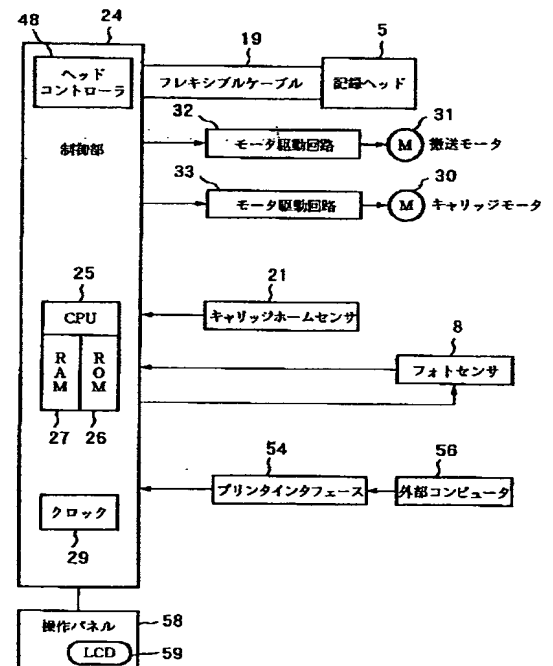 48
24
19
5
ヘッド
コントローラ
フレキシブルケーブル
記録ヘッド
32
31
制御部
モータ駆動回路
M
搬送モータ
33
30
モータ駆動回路
M
キャリッジモータ
25
21
CPU
キャリッジホームセンサ
8
RAM
ROM
フォトセンサ
27
26
54
56
プリンタインタフェース
外部コンピュータ
クロック
29
操作パネル
58
LCD
59